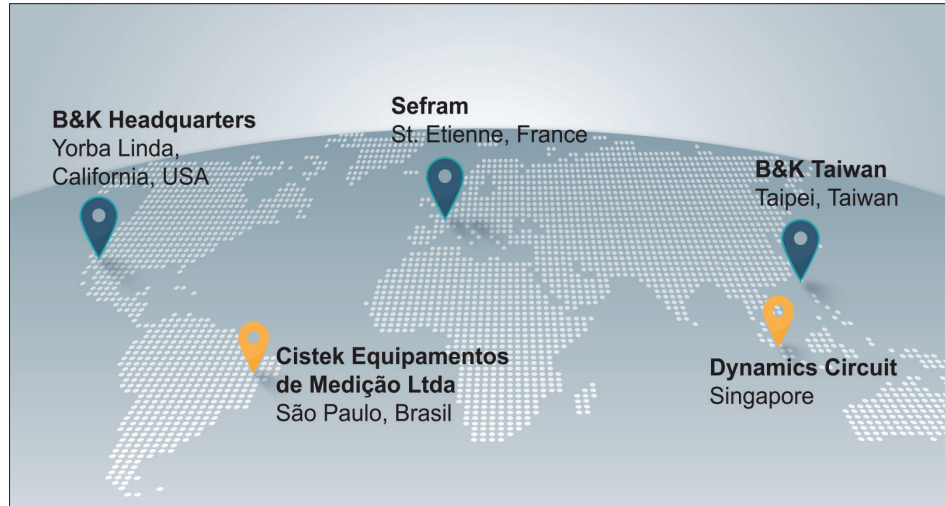 B&K Headquarters
Yorba Linda,
California, USA
Sefram
St. Etienne, France
B&K Taiwan
Taipei, Taiwan
Cistek Equipamentos
de Medição Ltda
São Paulo, Brasil
Dynamics Circuit
Singapore